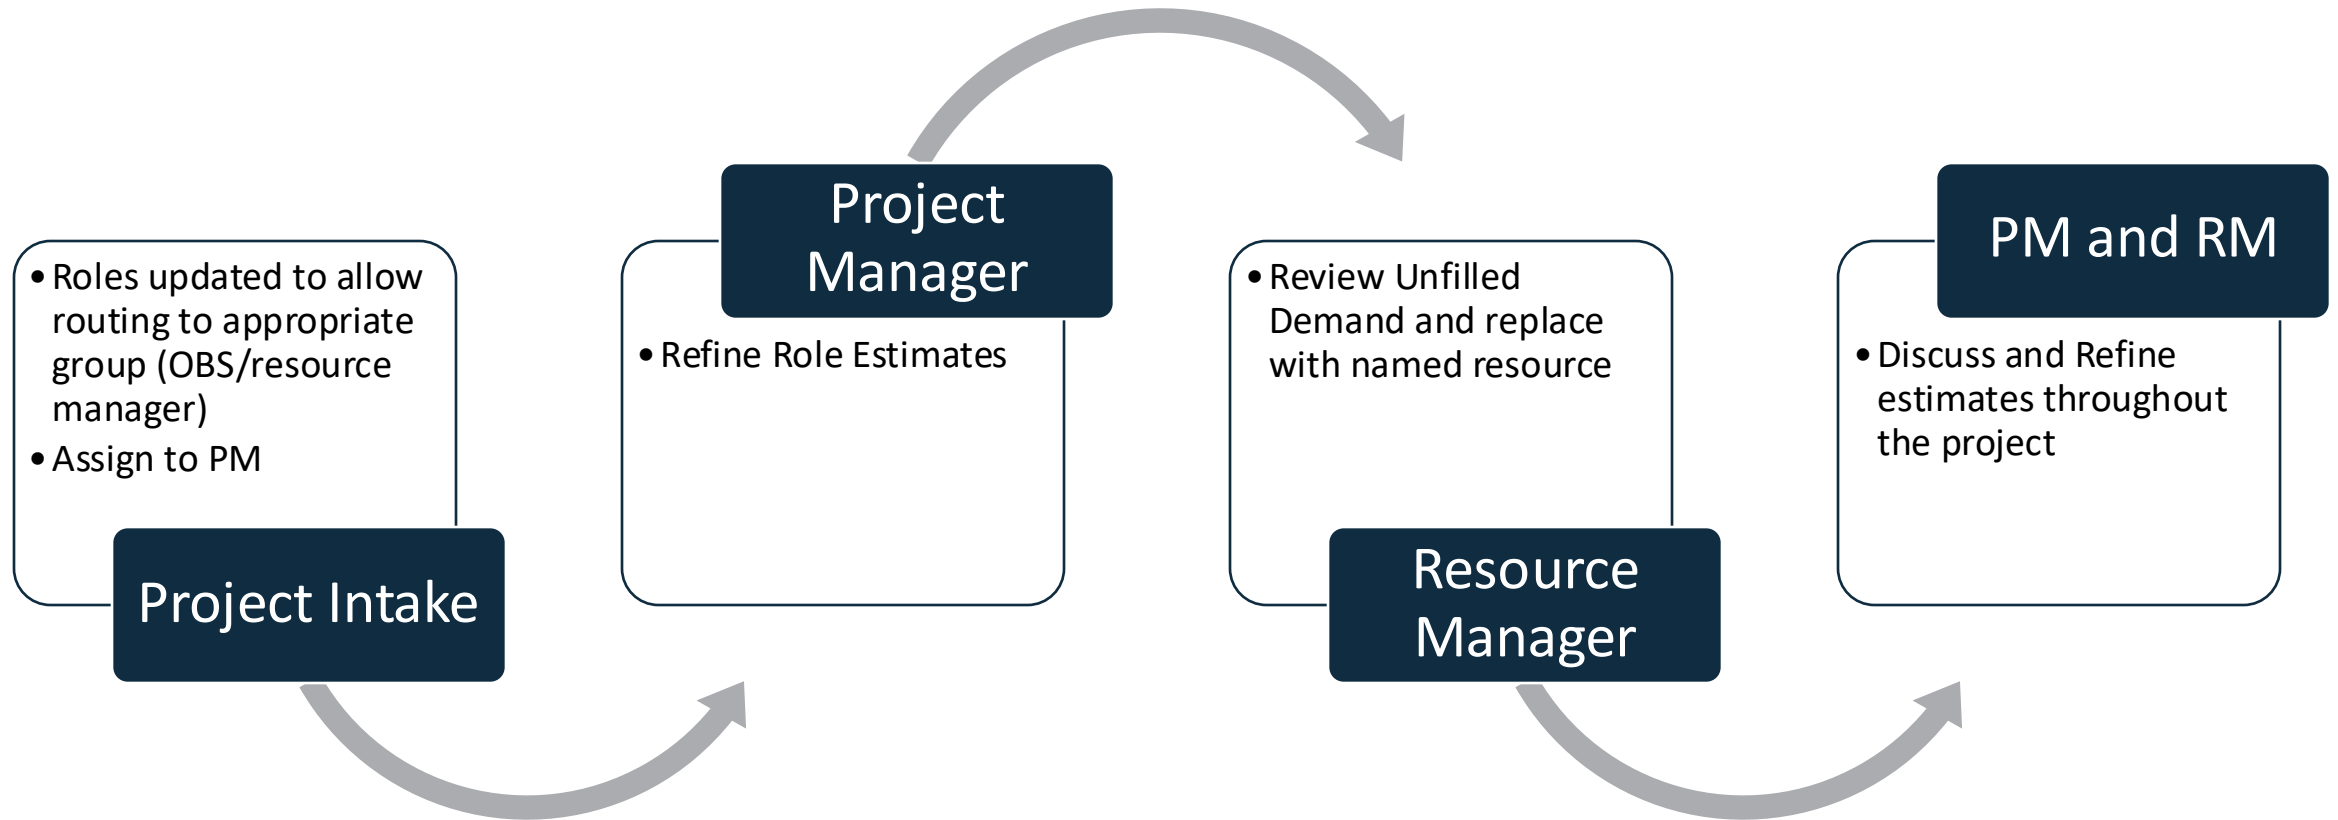 • Roles updated to allow
routing to appropriate
group (OBS/resource
manager)
• Assign to PM
Project Intake
Project
Manager
• Refine Role Estimates
• Review Unfilled
Demand and replace
with named resource
Resource
Manager
PM and RM
• Discuss and Refine
estimates throughout
the project